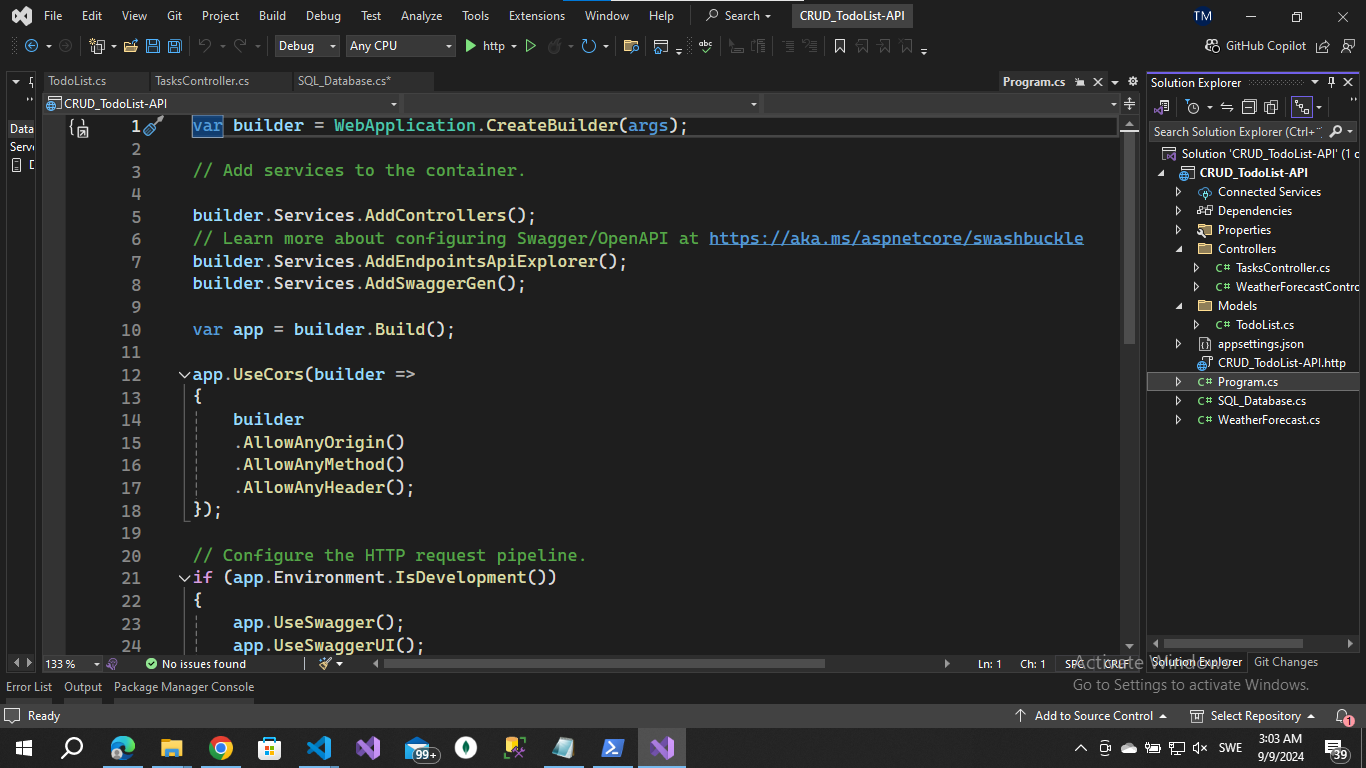 File Edit View Git Project Build Debug Test Analyze Tools Extensions Window Help Search CRUD_TodoList-API TM
Debug Any CPU http GitHub Copilot
TodoList.cs TasksController.cs SQL_Database.cs* Program.cs
CRUD_TodoList-API
Data
Serv
D
1 var builder = WebApplication.CreateBuilder(args);
2
3 // Add services to the container.
4
5 builder.Services.AddControllers();
6 // Learn more about configuring Swagger/OpenAPI at https://aka.ms/aspnetcore/swashbuckle
7 builder.Services.AddEndpointsApiExplorer();
8 builder.Services.AddSwaggerGen();
9
10 var app = builder.Build();
11
12 app.UseCors(builder =>
13 {
14 builder
15 .AllowAnyOrigin()
16 .AllowAnyMethod()
17 .AllowAnyHeader();
18 });
19
20 // Configure the HTTP request pipeline.
21 if (app.Environment.IsDevelopment())
22 {
23 app.UseSwagger();
24 app.UseSwaggerUI();
133 % No issues found Ln: 1 Ch: 1 SPC CRLF
Solution Explorer
Search Solution Explorer (Ctrl+
Solution 'CRUD_TodoList-API' (1 c
CRUD_TodoList-API
Connected Services
Dependencies
Properties
Controllers
C# TasksController.cs
C# WeatherForecastContro
Models
C# TodoList.cs
appsettings.json
CRUD_TodoList-API.http
C# Program.cs
C# SQL_Database.cs
C# WeatherForecast.cs
Solution Explorer Git Changes
Activate Windows
Go to Settings to activate Windows.
Error List Output Package Manager Console
Ready Add to Source Control Select Repository 1
99+ SWE 3:03 AM
9/9/2024 39